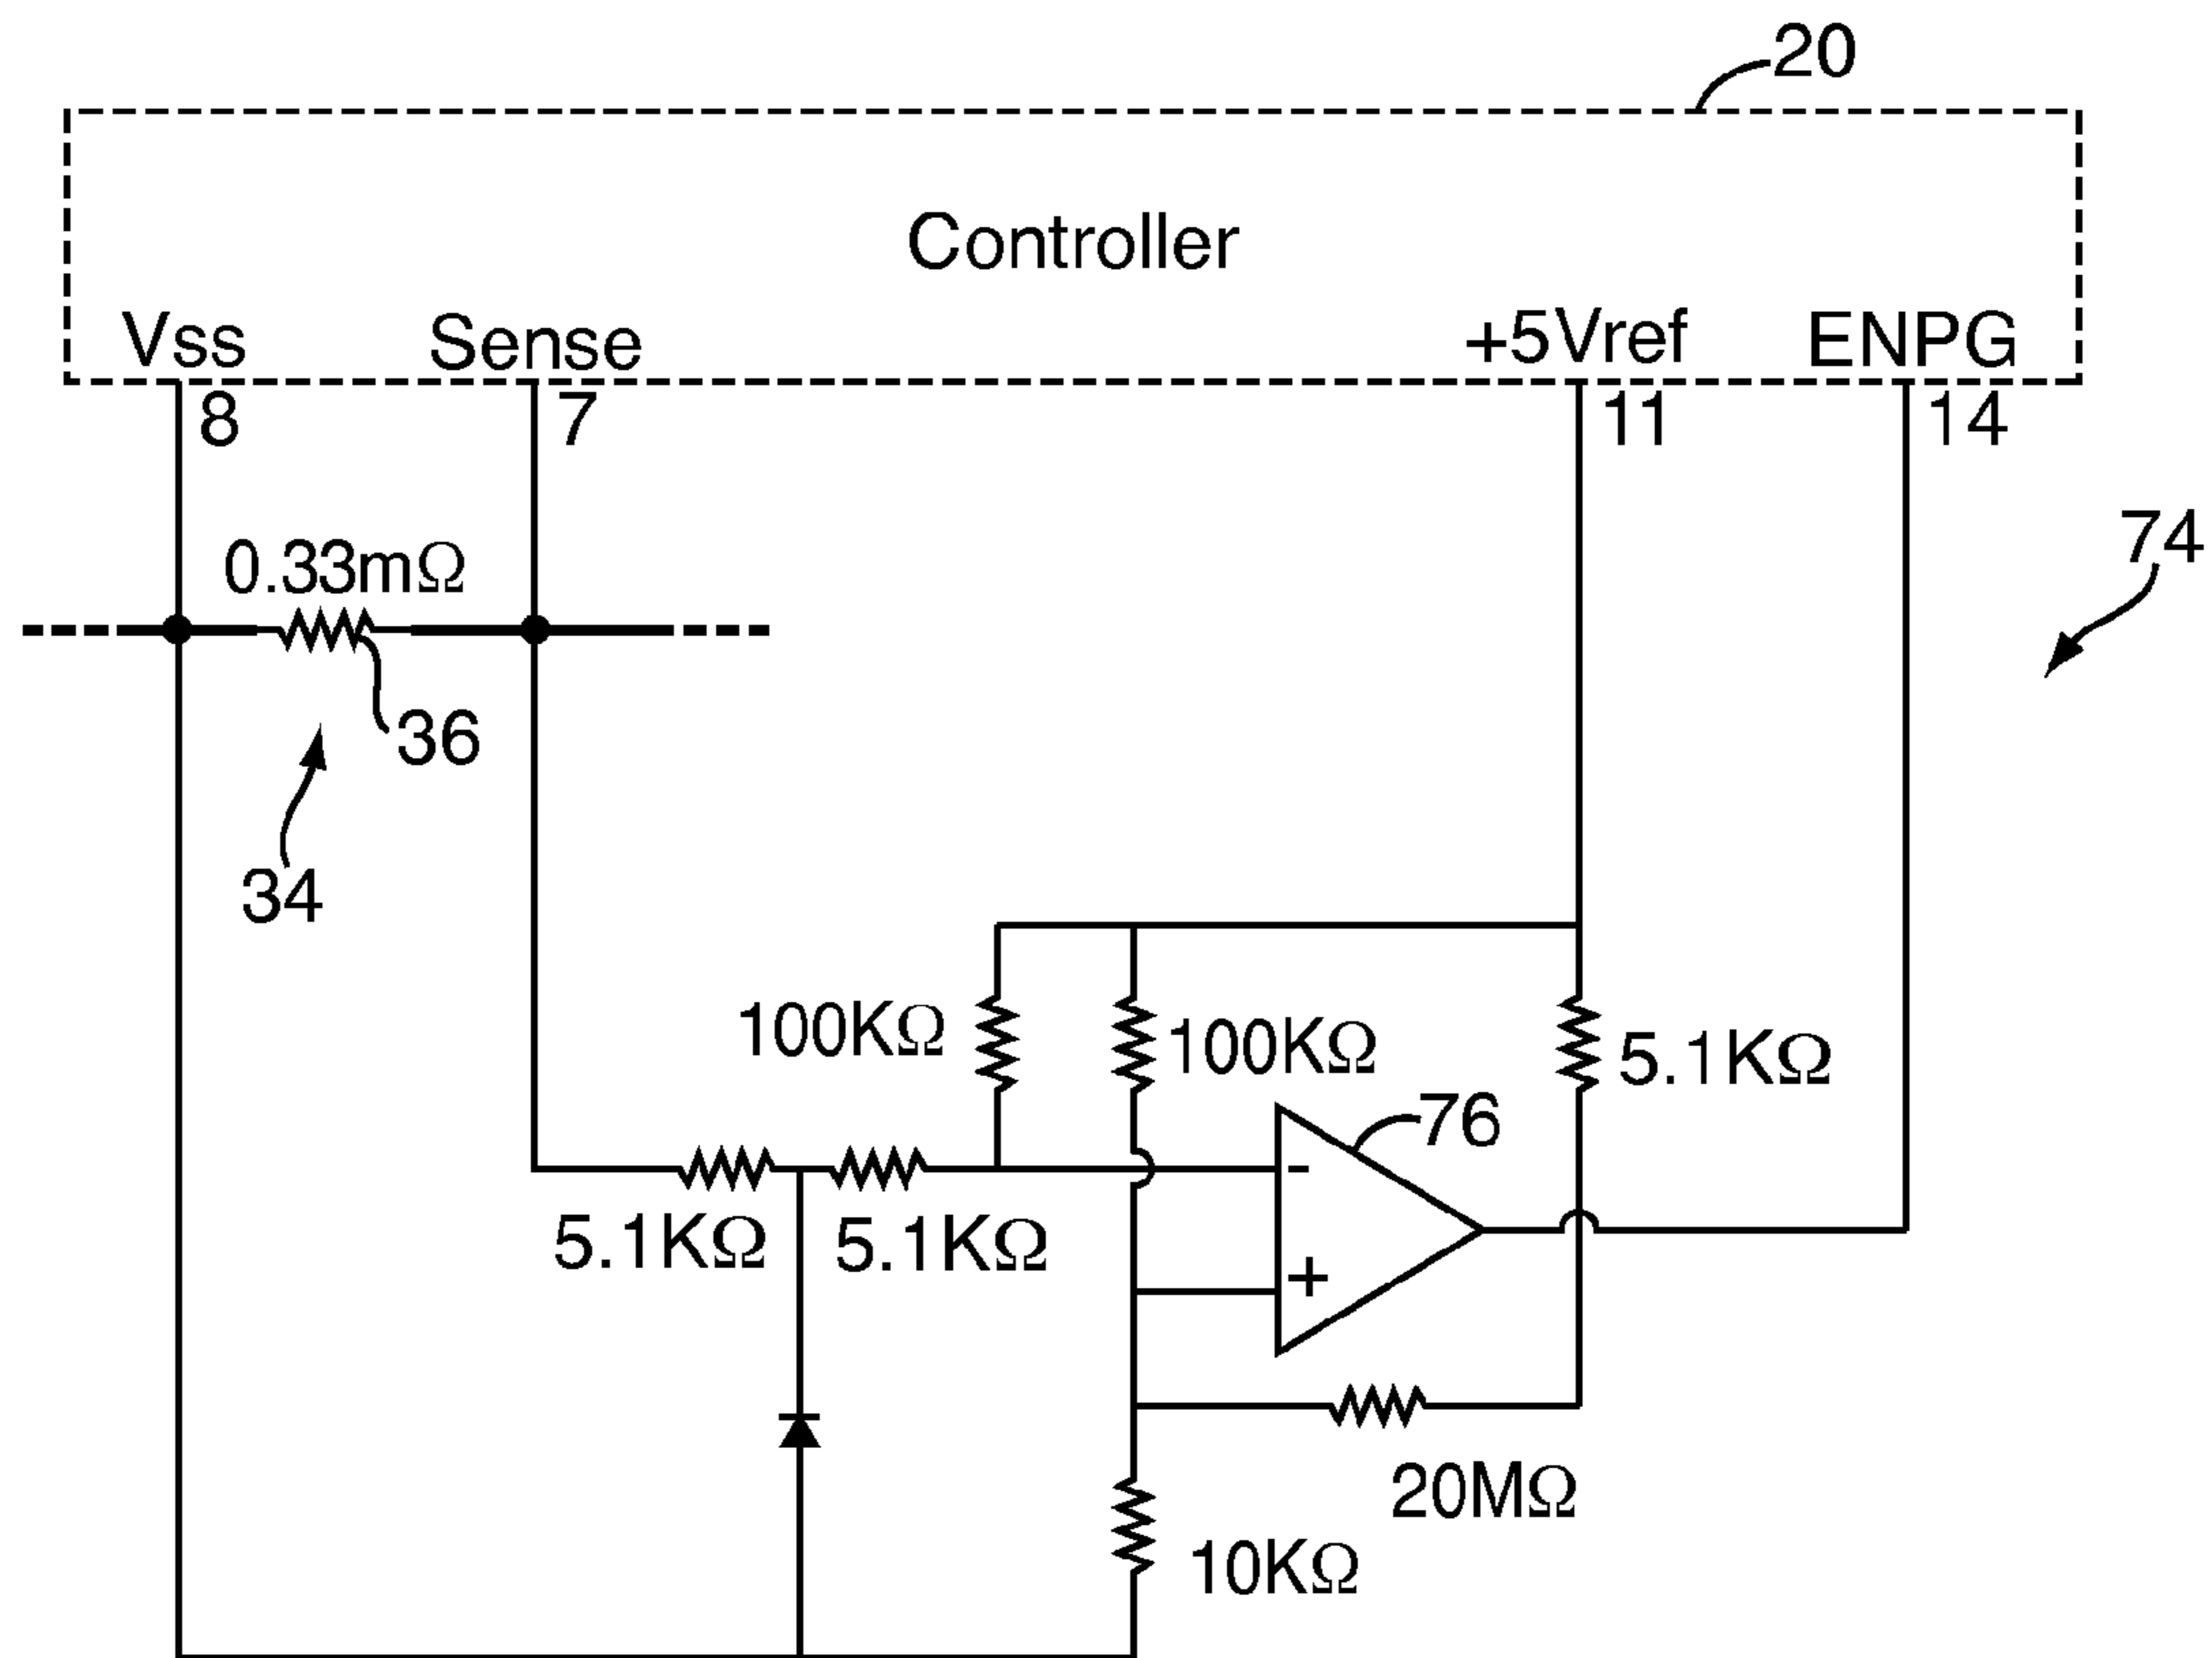 20
Controller
Vss
Sense
+5Vref
ENPG
8
7
11
14
74
0.33mΩ
36
34
100KΩ
100KΩ
5.1KΩ
76
-
5.1KΩ
5.1KΩ
+
20MΩ
10KΩ